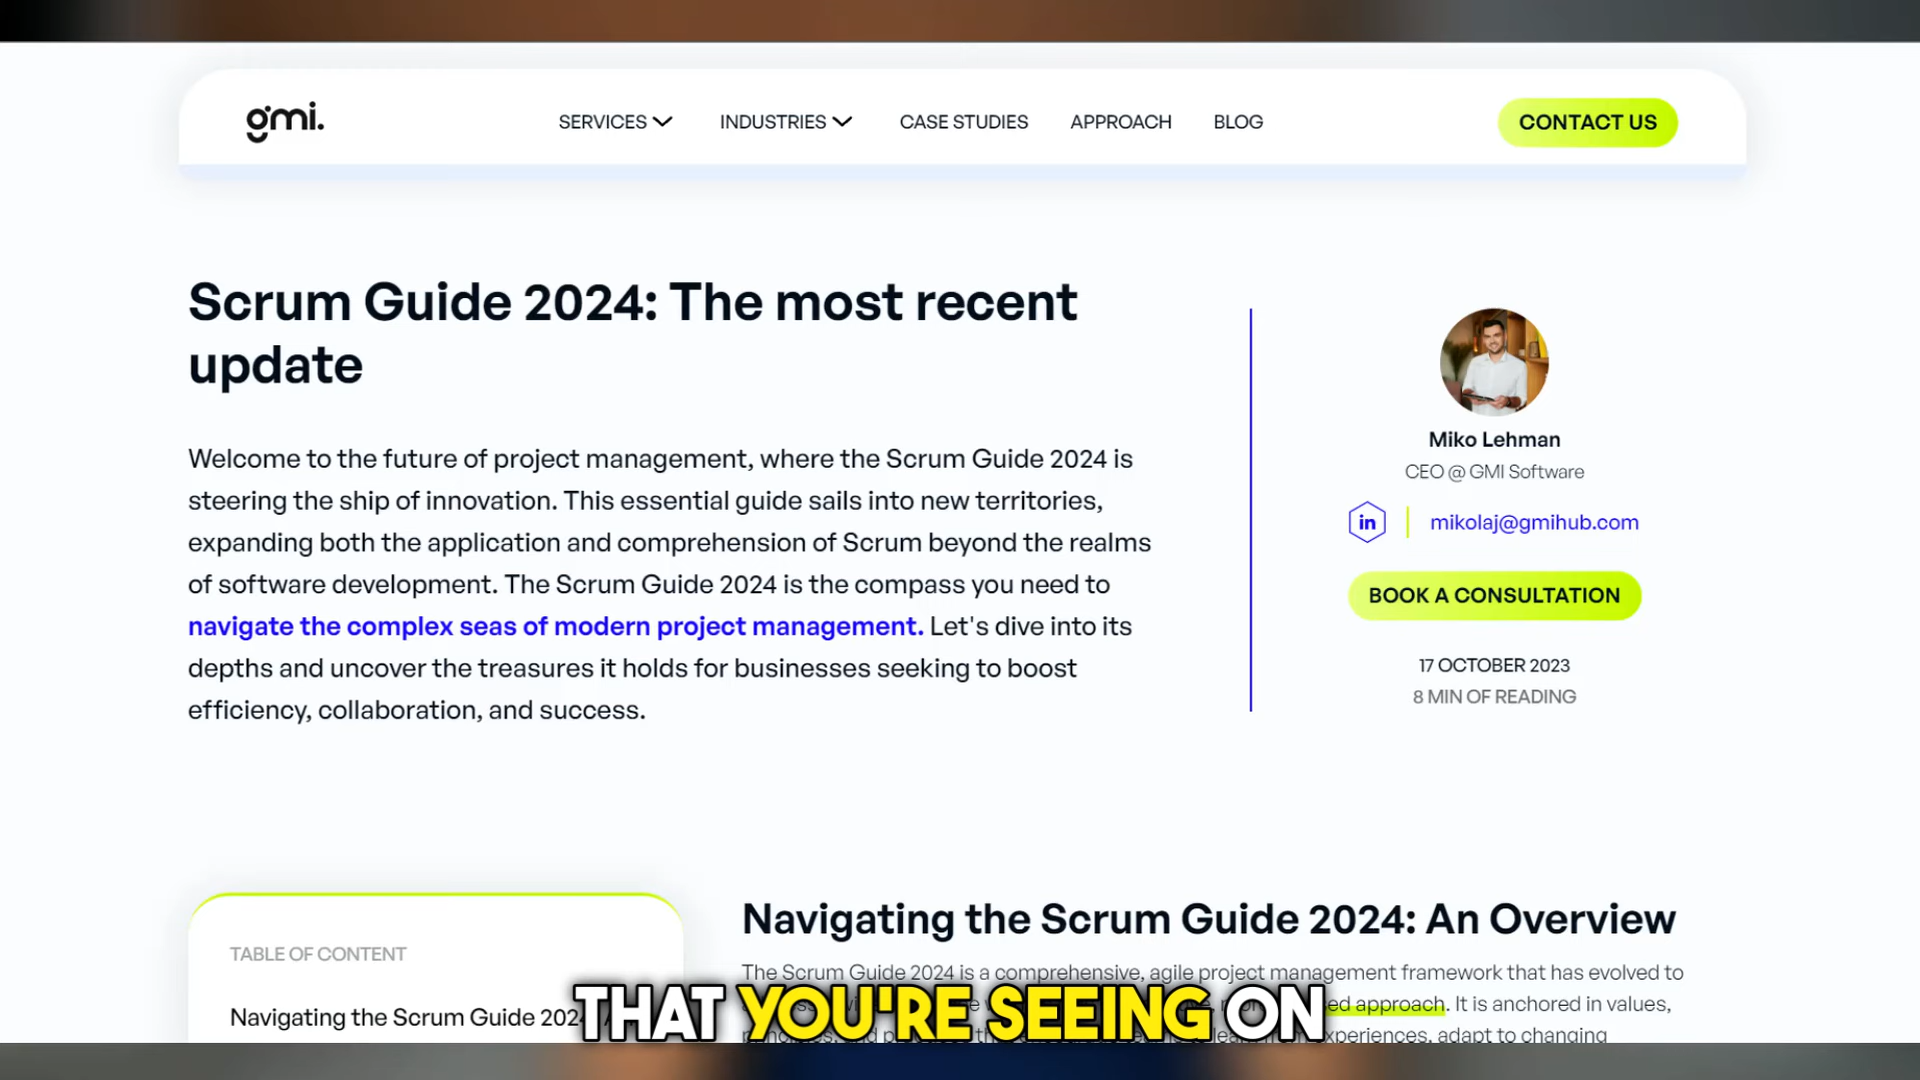 gmi.
SERVICES INDUSTRIES CASE STUDIES APPROACH BLOG CONTACT US
Scrum Guide 2024: The most recent
update
Welcome to the future of project management, where the Scrum Guide 2024 is
steering the ship of innovation. This essential guide sails into new territories,
expanding both the application and comprehension of Scrum beyond the realms
of software development. The Scrum Guide 2024 is the compass you need to
navigate the complex seas of modern project management. Let's dive into its
depths and uncover the treasures it holds for businesses seeking to boost
efficiency, collaboration, and success.
Miko Lehman
CEO @ GMI Software
in
mikolaj@gmihub.com
BOOK A CONSULTATION
17 OCTOBER 2023
8 MIN OF READING
TABLE OF CONTENT
Navigating the Scrum Guide
Navigating the Scrum Guide 2024: An Overview
The Scrum Guide 2024 is a comprehensive, agile project management framework that has evolved to
approach. It is anchored in values,
adapt to changing
THAT YOU'RE SEEING ON